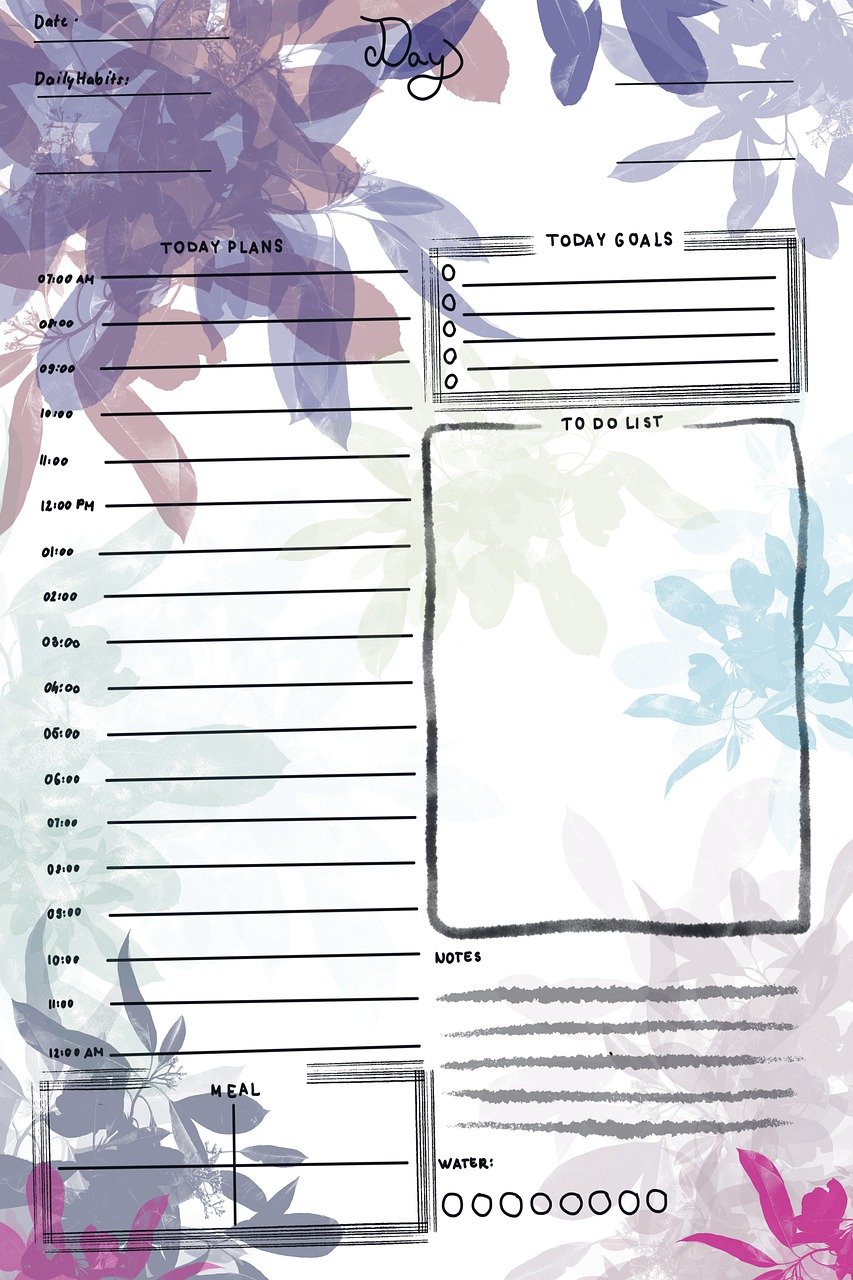 Date:
Day
DailyHabits:
TODAY PLANS
07:00 AM
08:00
09:00
10:00
11:00
12:00 PM
01:00
02:00
03:00
04:00
05:00
06:00
07:00
08:00
09:00
10:00
11:00
12:00 AM
TODAY GOALS
TO DO LIST
NOTES
MEAL
WATER: